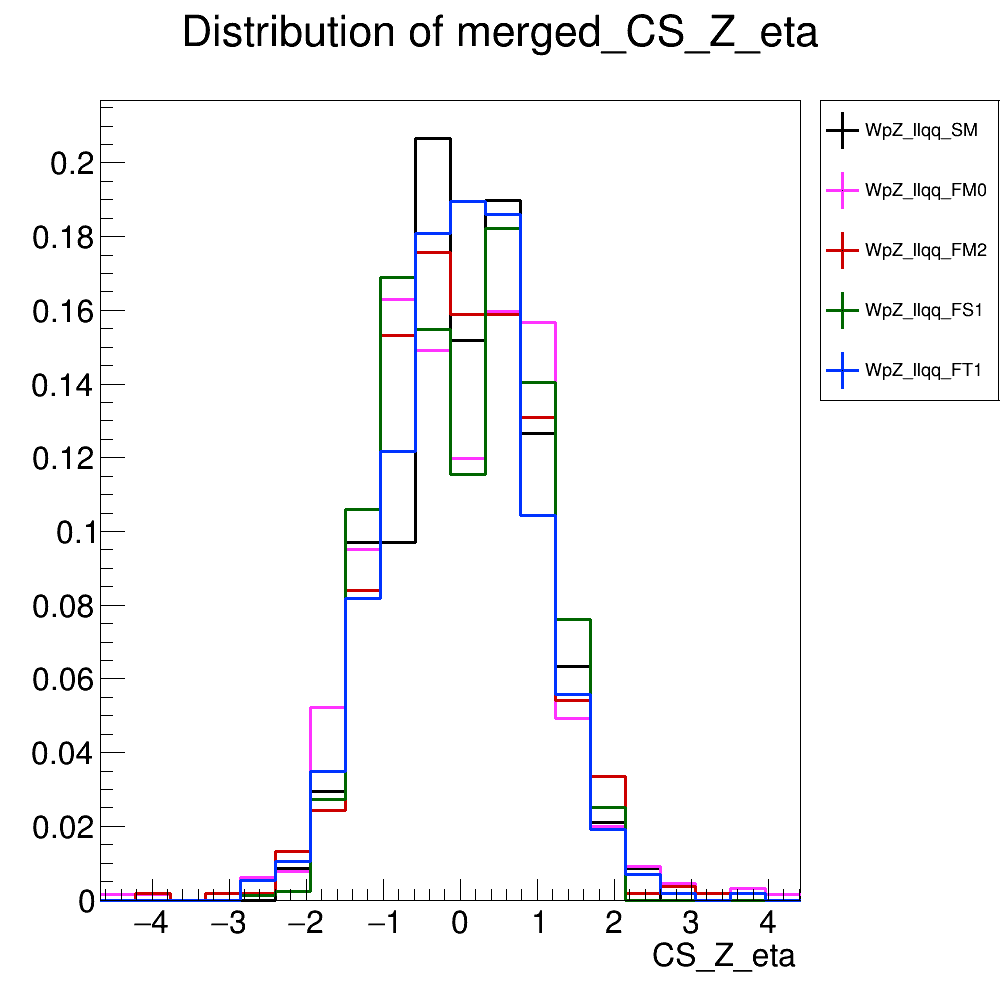 Distribution of merged_CS_Z_eta
WpZ_llqq_SM
WpZ_llqq_FM0
WpZ_llqq_FM2
WpZ_llqq_FS1
WpZ_llqq_FT1
0.2
0.18
0.16
0.14
0.12
0.1
0.08
0.06
0.04
0.02
0
−4 −3 −2 −1 0 1 2 3 4
CS_Z_eta